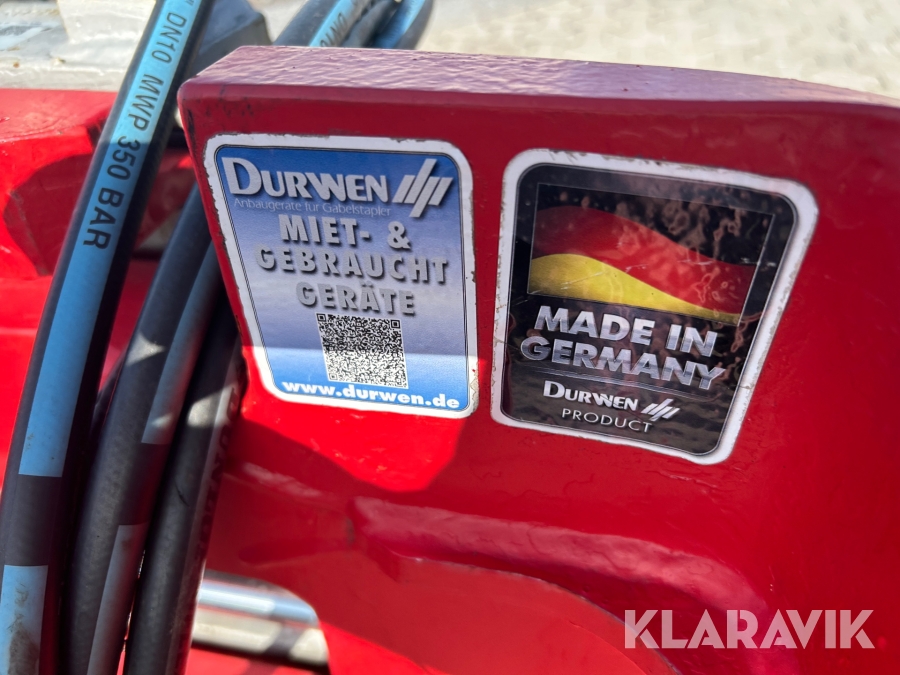 DN10 MWP 350 BAR
DURWEN
Anbaugeräte für Gabelstapler
MIET- &
GEBRAUCHT
GERÄTE
www.durwen.de
MADE IN
GERMANY
DURWEN
PRODUCT
KLARAVIK